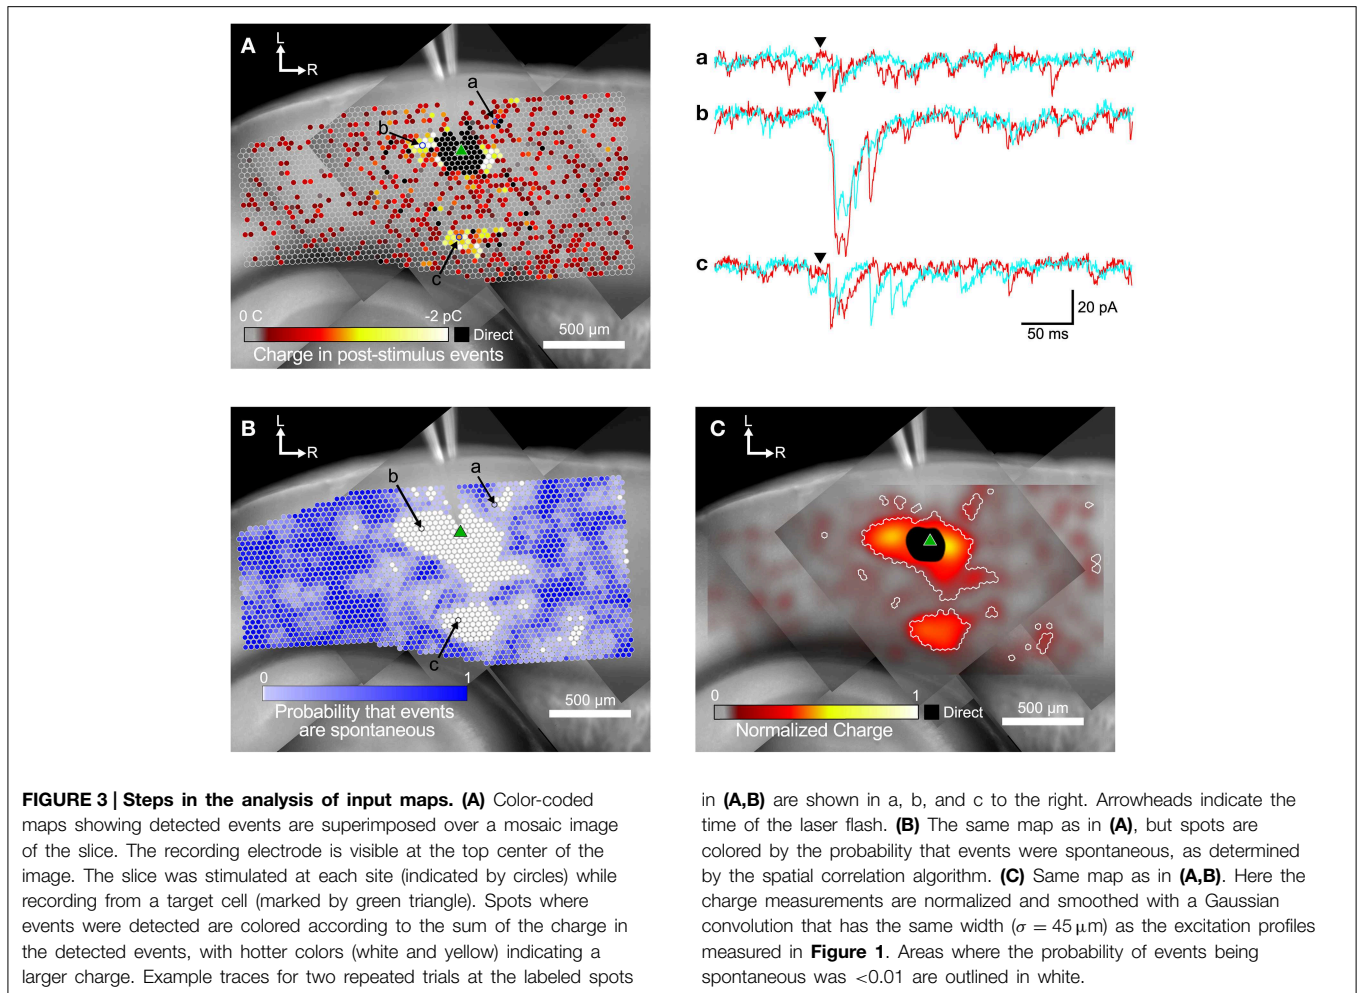 A
L
R
a
b
c
0 C
-2 pC
Direct
Charge in post-stimulus events
500 µm
a
b
c
20 pA
50 ms
B
L
R
b
a
c
0
1
Probability that events
are spontaneous
500 µm
C
L
R
0
1
Direct
Normalized Charge
500 µm
FIGURE 3 | Steps in the analysis of input maps. (A) Color-coded
maps showing detected events are superimposed over a mosaic image
of the slice. The recording electrode is visible at the top center of the
image. The slice was stimulated at each site (indicated by circles) while
recording from a target cell (marked by green triangle). Spots where
events were detected are colored according to the sum of the charge in
the detected events, with hotter colors (white and yellow) indicating a
larger charge. Example traces for two repeated trials at the labeled spots
in (A,B) are shown in a, b, and c to the right. Arrowheads indicate the
time of the laser flash. (B) The same map as in (A), but spots are
colored by the probability that events were spontaneous, as determined
by the spatial correlation algorithm. (C) Same map as in (A,B). Here the
charge measurements are normalized and smoothed with a Gaussian
convolution that has the same width (σ = 45 µm) as the excitation profiles
measured in Figure 1. Areas where the probability of events being
spontaneous was <0.01 are outlined in white.